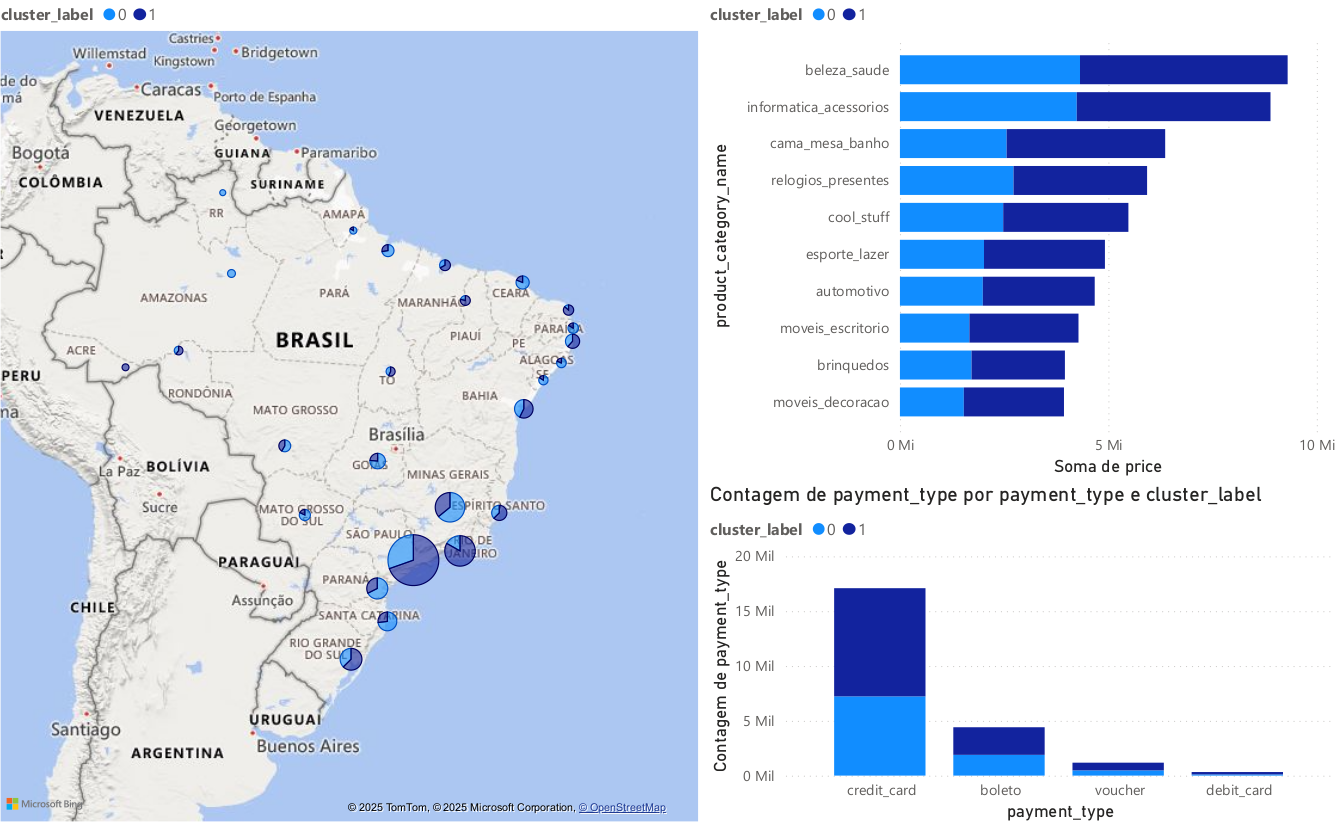 cluster_label 0 1
Castries
Willemstad
Bridgetown
Kingstown
de do
má
Caracas
Porto de Espanha
VENEZUELA
Georgetown
Bogotá
GUIANA
Paramaribo
COLÔMBIA
SURINAME
RR
AMAPÁ
AMAZONAS
PARÁ
MARANHÃO
CEARÁ
BRASIL
PIAUÍ
PARAÍBA
PE
ACRE
ALAGOAS
SE
PERU
TO
RONDÔNIA
BAHIA
MATO GROSSO
na
Brasília
La Paz
BOLÍVIA
GOIÁS
MINAS GERAIS
Sucre
MATO GROSSO
DO SUL
ESPÍRITO SANTO
SÃO PAULO
RIO DE
JANEIRO
PARAGUAI
PARANÁ
Assunção
CHILE
SANTA CATARINA
RIO GRANDE
DO SUL
URUGUAI
Santiago
Buenos Aires
ARGENTINA
Microsoft Bing
© 2025 TomTom, © 2025 Microsoft Corporation, © OpenStreetMap
cluster_label 0 1
product_category_name
beleza_saude
informatica_acessorios
cama_mesa_banho
relogios_presentes
cool_stuff
esporte_lazer
automotivo
moveis_escritorio
brinquedos
moveis_decoracao
0 Mi 5 Mi 10 Mi
Soma de price
Contagem de payment_type por payment_type e cluster_label
cluster_label 0 1
Contagem de payment_type
20 Mil
15 Mil
10 Mil
5 Mil
0 Mil
credit_card boleto voucher debit_card
payment_type